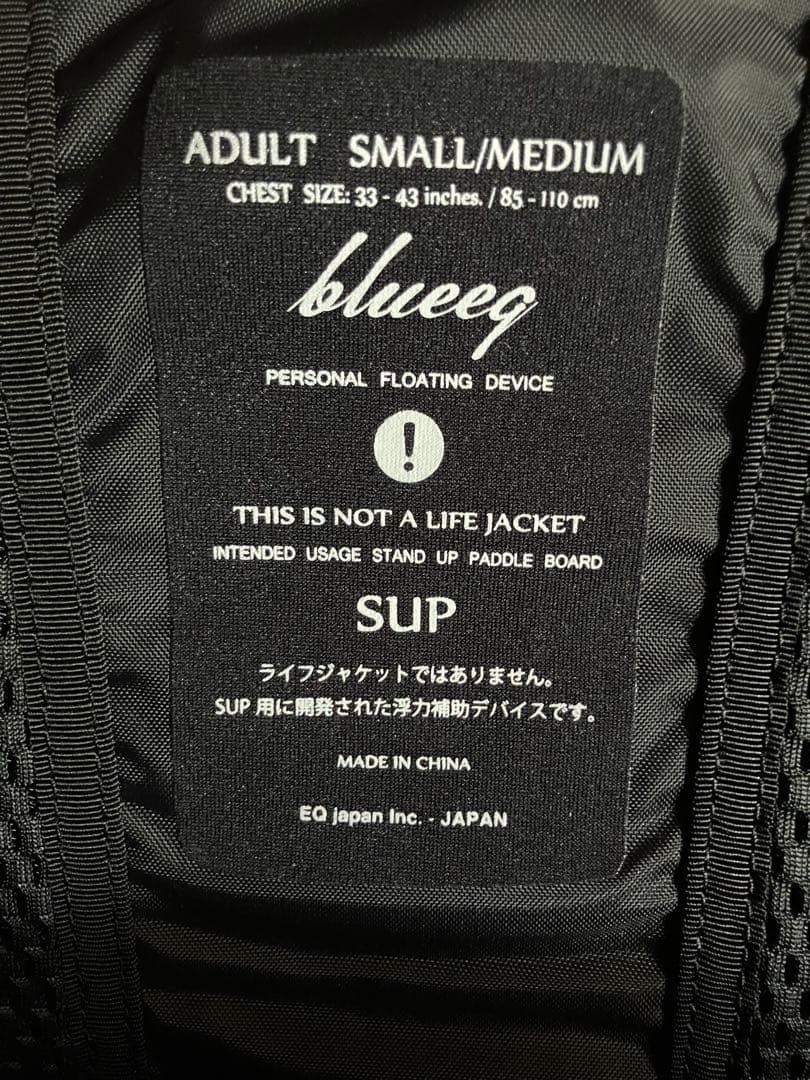 ADULT SMALL/MEDIUM
CHEST SIZE: 33 - 43 inches. / 85 - 110 cm
blueeq
PERSONAL FLOATING DEVICE
!
THIS IS NOT A LIFE JACKET
INTENDED USAGE STAND UP PADDLE BOARD
SUP
ライフジャケットではありません。
SUP 用に開発された浮力補助デバイスです。
MADE IN CHINA
EQ japan Inc. - JAPAN